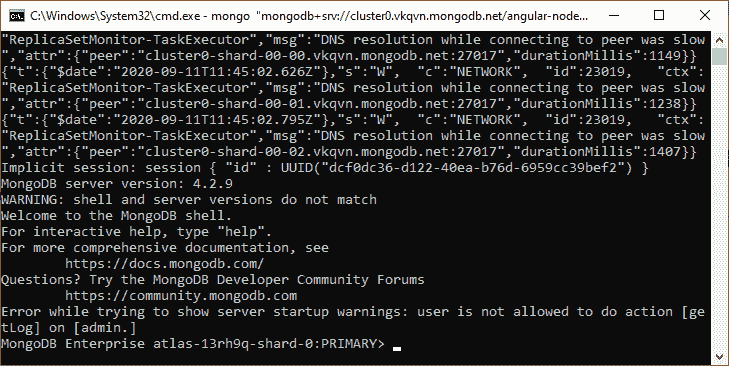 C:\Windows\System32\cmd.exe - mongo "mongodb+srv://cluster0.vkqvn.mongodb.net/angular-node...
"ReplicaSetMonitor-TaskExecutor","msg":"DNS resolution while connecting to peer was slow
","attr":{"peer":"cluster0-shard-00-00.vkqvn.mongodb.net:27017","durationMillis":1149}}
{"t":{"$date":"2020-09-11T11:45:02.626Z"},"s":"W", "c":"NETWORK", "id":23019, "ctx":
"ReplicaSetMonitor-TaskExecutor","msg":"DNS resolution while connecting to peer was slow
","attr":{"peer":"cluster0-shard-00-01.vkqvn.mongodb.net:27017","durationMillis":1238}}
{"t":{"$date":"2020-09-11T11:45:02.795Z"},"s":"W", "c":"NETWORK", "id":23019, "ctx":
"ReplicaSetMonitor-TaskExecutor","msg":"DNS resolution while connecting to peer was slow
","attr":{"peer":"cluster0-shard-00-02.vkqvn.mongodb.net:27017","durationMillis":1407}}
Implicit session: session { "id" : UUID("dcf0dc36-d122-40ea-b76d-6959cc39bef2") }
MongoDB server version: 4.2.9
WARNING: shell and server versions do not match
Welcome to the MongoDB shell.
For interactive help, type "help".
For more comprehensive documentation, see
https://docs.mongodb.com/
Questions? Try the MongoDB Developer Community Forums
https://community.mongodb.com
Error while trying to show server startup warnings: user is not allowed to do action [ge
tLog] on [admin.]
MongoDB Enterprise atlas-13rh9q-shard-0:PRIMARY>